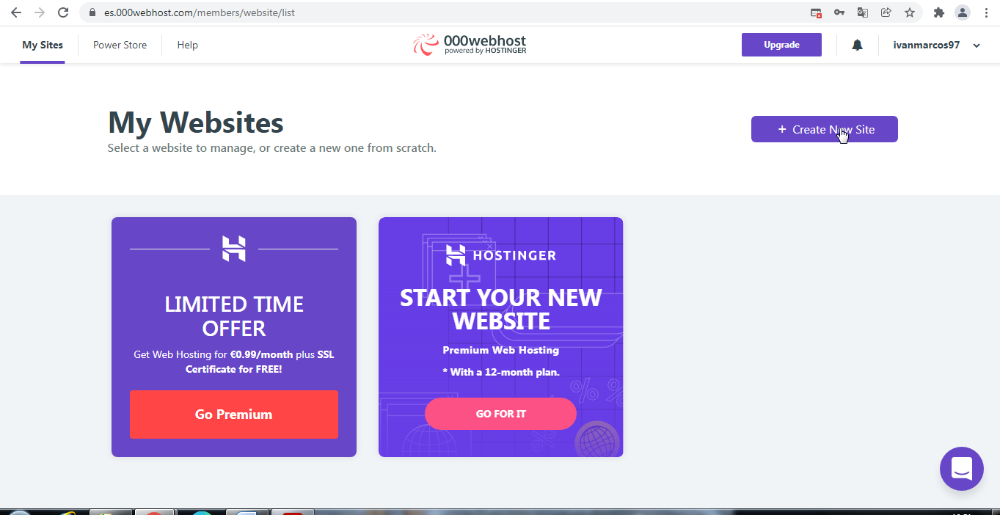 es.000webhost.com/members/website/list
My Sites
Power Store
Help
000webhost
powered by HOSTINGER
Upgrade
ivanmarcos97
My Websites
Select a website to manage, or create a new one from scratch.
+ Create New Site
LIMITED TIME
OFFER
Get Web Hosting for €0.99/month plus SSL
Certificate for FREE!
Go Premium
HOSTINGER
START YOUR NEW
WEBSITE
Premium Web Hosting
* With a 12-month plan.
GO FOR IT